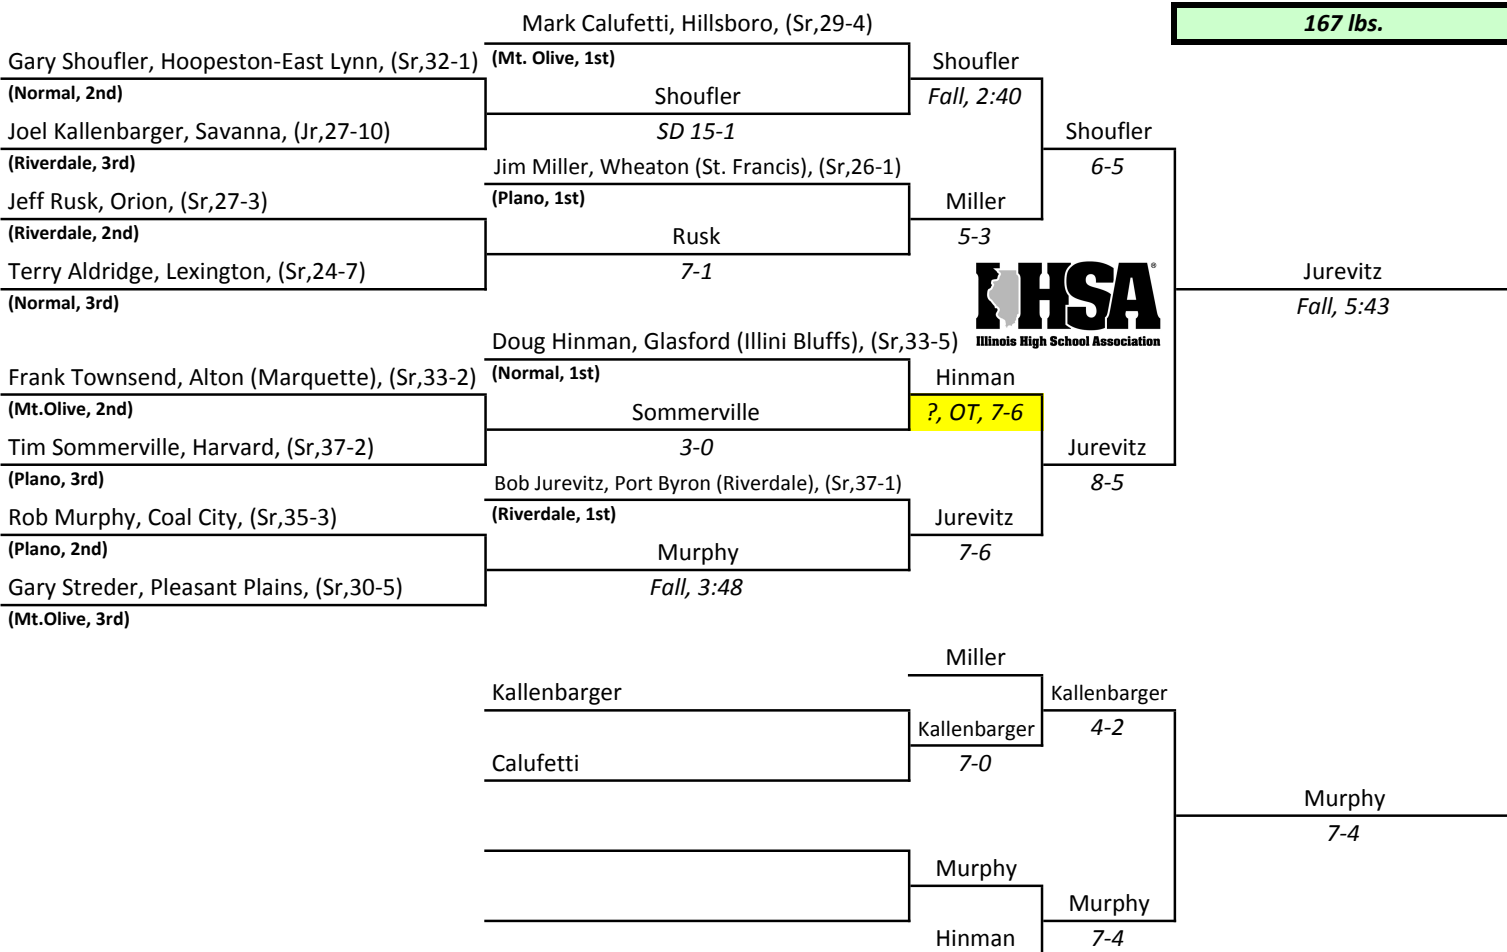 Mark Calufetti, Hillsboro, (Sr,29-4)
167 lbs.
Gary Shoufler, Hoopeston-East Lynn, (Sr,32-1)
(Mt. Olive, 1st)
Shoufler
(Normal, 2nd)
Shoufler
Fall, 2:40
Joel Kallenbarger, Savanna, (Jr,27-10)
SD 15-1
Shoufler
(Riverdale, 3rd)
Jim Miller, Wheaton (St. Francis), (Sr,26-1)
6-5
Jeff Rusk, Orion, (Sr,27-3)
(Plano, 1st)
Miller
(Riverdale, 2nd)
Rusk
5-3
Terry Aldridge, Lexington, (Sr,24-7)
7-1
IHSA®
Jurevitz
(Normal, 3rd)
Fall, 5:43
Doug Hinman, Glasford (Illini Bluffs), (Sr,33-5)
Illinois High School Association
Frank Townsend, Alton (Marquette), (Sr,33-2)
(Normal, 1st)
Hinman
(Mt.Olive, 2nd)
Sommerville
?, OT, 7-6
Tim Sommerville, Harvard, (Sr,37-2)
3-0
Jurevitz
(Plano, 3rd)
Bob Jurevitz, Port Byron (Riverdale), (Sr,37-1)
8-5
Rob Murphy, Coal City, (Sr,35-3)
(Riverdale, 1st)
Jurevitz
(Plano, 2nd)
Murphy
7-6
Gary Streder, Pleasant Plains, (Sr,30-5)
Fall, 3:48
(Mt.Olive, 3rd)
Miller
Kallenbarger
Kallenbarger
Kallenbarger
4-2
Calufetti
7-0
Murphy
7-4
Murphy
Murphy
Hinman
7-4